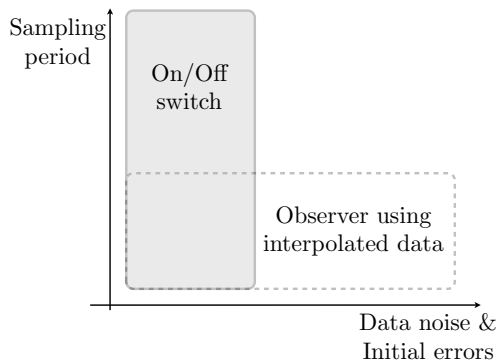 Sampling
period
On/Off
switch
Observer using
interpolated data
Data noise &
Initial errors